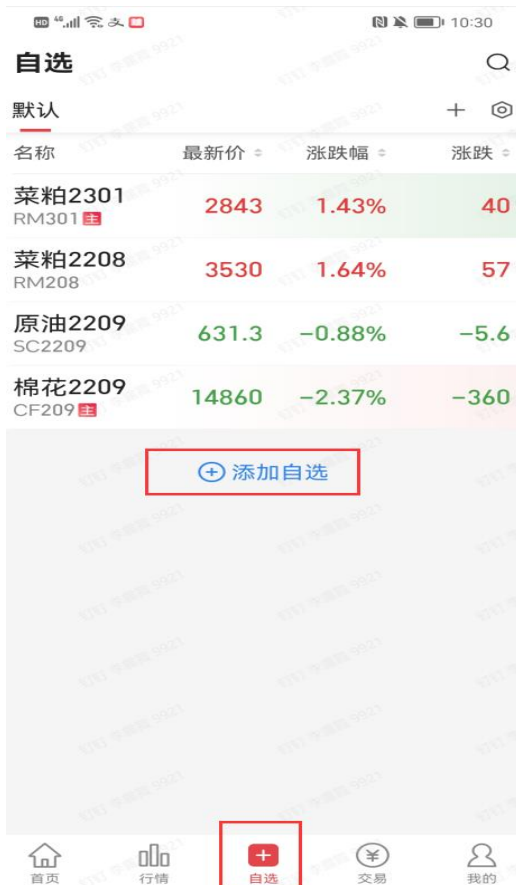 HD 46 10:30
自选
默认
名称 最新价 涨跌幅 涨跌
菜粕2301 2843 1.43% 40
RM301 主
菜粕2208 3530 1.64% 57
RM208
原油2209 631.3 -0.88% -5.6
SC2209
棉花2209 14860 -2.37% -360
CF209 主
添加自选
首页 行情 自选 交易 我的